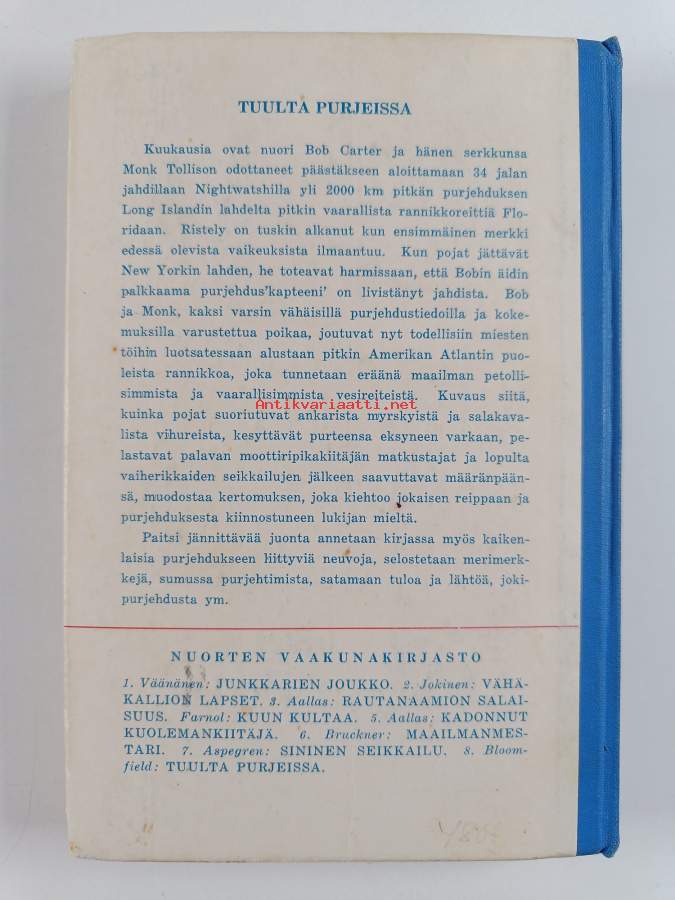 TUULTA PURJEISSA
Kuukausia ovat nuori Bob Carter ja hänen serkkunsa
Monk Tollison odottaneet päästäkseen aloittamaan 34 jalan
jahdillaan Nightwatshilla yli 2000 km pitkän purjehduksen
Long Islandin lahdelta pitkin vaarallista rannikkoreittiä Flo-
ridaan. Ristely on tuskin alkanut kun ensimmäinen merkki
edessä olevista vaikeuksista ilmaantuu. Kun pojat jättävät
New Yorkin lahden, he toteavat harmissaan, että Bobin äidin
palkkaama purjehdus'kapteeni' on livistänyt jahdista. Bob
ja Monk, kaksi varsin vähäisillä purjehdustiedoilla ja koke-
muksilla varustettua poikaa, joutuvat nyt todellisiin miesten
töihin luotsatessaan alustaan pitkin Amerikan Atlantin puo-
leista rannikkoa, joka tunnetaan eräänä maailman petolli-
simmista ja vaarallisimmista vesireiteistä. Kuvaus siitä,
Antikvariaatti.net
kuinka pojat suoriutuvat ankarista myrskyistä ja salakava-
lista vihureista, kesyttävät purteensa eksyneen varkaan, pe-
lastavat palavan moottiripikakiitäjän matkustajat ja lopulta
vaiherikkaiden seikkailujen jälkeen saavuttavat määränpään-
sä, muodostaa kertomuksen, joka kiehtoo jokaisen reippaan ja
purjehduksesta kiinnostuneen lukijan mieltä.
Paitsi jännittävää juonta annetaan kirjassa myös kaiken-
laisia purjehdukseen liittyviä neuvoja, selostetaan merimerk-
kejä, sumussa purjehtimista, satamaan tuloa ja lähtöä, joki-
purjehdusta ym.
NUORTEN VAAKUNAKIRJASTO
1. Väänänen: JUNKKARIEN JOUKKO. 2. Jokinen: VÄHÄ-
KALLION LAPSET. 3. Aallas: RAUTANAAMION SALAI-
SUUS. Farnol: KUUN KULTAA. 5. Aallas: KADONNUT
KUOLEMANKIITÄJÄ. 6. Bruckner: MAAILMANMES-
TARI. 7. Aspegren: SININEN SEIKKAILU. 8. Bloom-
field: TUULTA PURJEISSA.